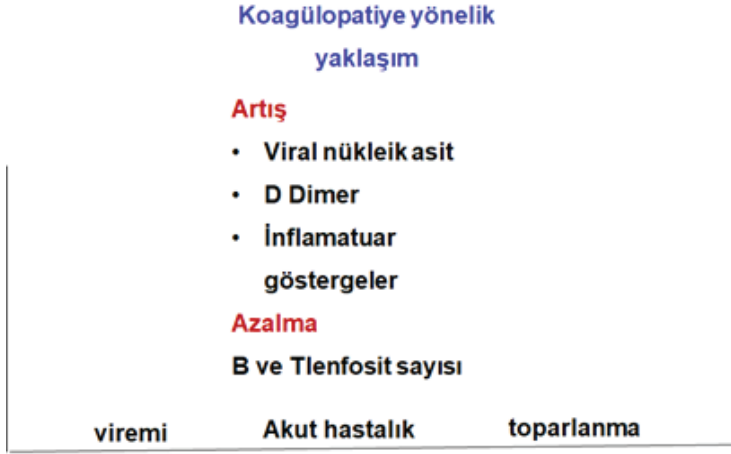 Koagülopatiye yönelik
yaklaşım
Artış
• Viral nükleik asit
• D Dimer
• İnflamatuar
göstergeler
Azalma
B ve Tlenfosit sayısı
viremi Akut hastalık toparlanma